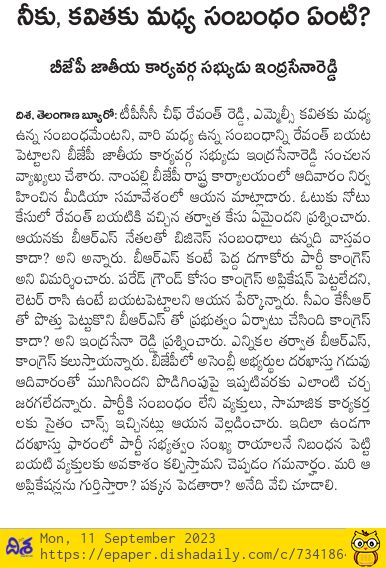 నీకు, కవితకు మధ్య సంబంధం ఏంటి?
బీజేపీ జాతీయ కార్యవర్గ సభ్యుడు ఇంద్రసేనారెడ్డి
దిశ, తెలంగాణ బ్యూరో: టీపీసీసీ చీఫ్ రేవంత్ రెడ్డి, ఎమ్మెల్సీ కవితకు మధ్య
ఉన్న సంబంధమేంటని, వారి మధ్య ఉన్న సంబంధాన్ని రేవంత్ బయట
పెట్టాలని బీజేపీ జాతీయ కార్యవర్గ సభ్యుడు ఇంద్రసేనారెడ్డి సంచలన
వ్యాఖ్యలు చేశారు. నాంపల్లి బీజేపీ రాష్ట్ర కార్యాలయంలో ఆదివారం నిర్వ
హించిన మీడియా సమావేశంలో ఆయన మాట్లాడారు. ఓటుకు నోటు
కేసులో రేవంత్ బయటికి వచ్చిన తర్వాత కేసు ఏమైందని ప్రశ్నించారు.
ఆయనకు బీఆర్ఎస్ నేతలతో బిజినెస్ సంబంధాలు ఉన్నది వాస్తవం
కాదా? అని అన్నారు. బీఆర్ఎస్ కంటే పెద్ద దగాకోరు పార్టీ కాంగ్రెస్
అని విమర్శించారు. పరేడ్ గ్రౌండ్ కోసం కాంగ్రెస్ అప్లికేషన్ పెట్టలేదని,
లెటర్ రాసి ఉంటే బయటపెట్టాలని ఆయన పేర్కొన్నారు. సీఎం కేసీఆర్
తో పొత్తు పెట్టుకొని బీఆర్ఎస్ తో ప్రభుత్వం ఏర్పాటు చేసింది కాంగ్రెస్
కాదా? అని ఇంద్రసేనా రెడ్డి ప్రశ్నించారు. ఎన్నికల తర్వాత బీఆర్ఎస్,
కాంగ్రెస్ కలుస్తాయన్నారు. బీజేపీలో అసెంబ్లీ అభ్యర్థుల దరఖాస్తు గడువు
ఆదివారంతో ముగిసిందని పొడిగింపుపై ఇప్పటివరకు ఎలాంటి చర్చ
జరగలేదన్నారు. పార్టీకి సంబంధం లేని వ్యక్తులు, సామాజిక కార్యకర్త
లకు సైతం చాన్స్ ఇచ్చినట్లు ఆయన వెల్లడించారు. ఇదిలా ఉండగా
దరఖాస్తు ఫారంలో పార్టీ సభ్యత్వం సంఖ్య రాయాలనే నిబంధన పెట్టి
బయటి వ్యక్తులకు అవకాశం కల్పిస్తామని చెప్పడం గమనార్హం. మరి ఆ
అప్లికేషన్లను గుర్తిస్తారా? పక్కన పెడతారా? అనేది వేచి చూడాలి.
దిశ Mon, 11 September 2023
https://epaper.dishadaily.com/c/734186